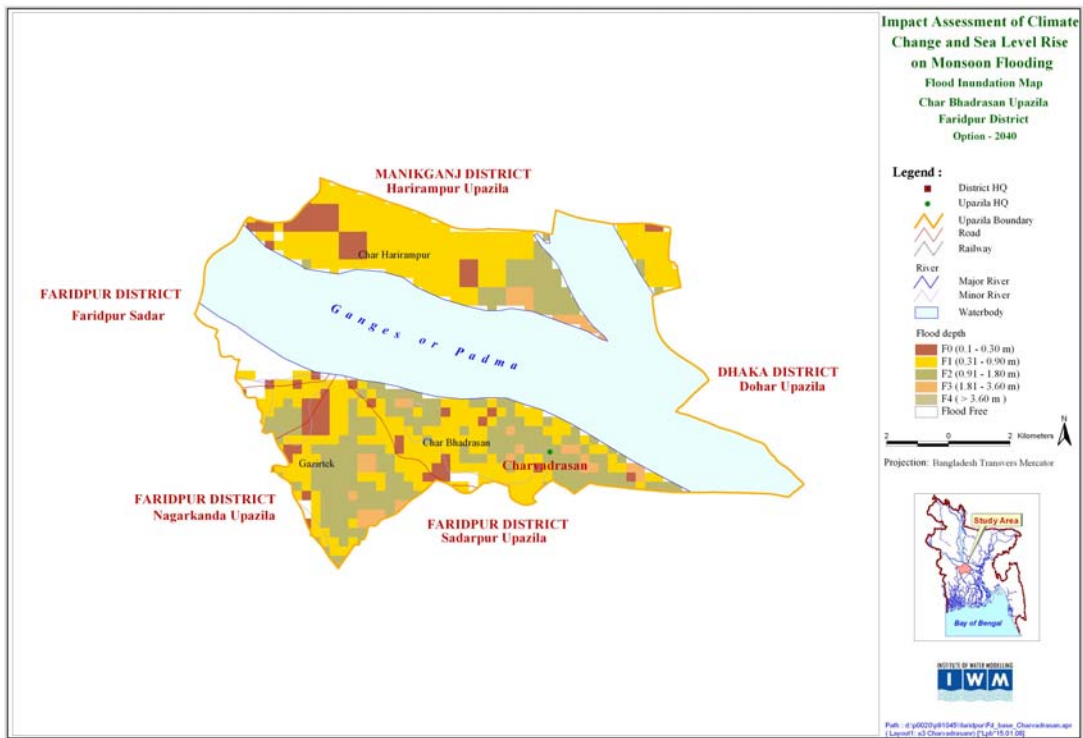 Impact Assessment of Climate
Change and Sea Level Rise
on Monsoon Flooding
Flood Inundation Map
Char Bhadrasan Upazila
Faridpur District
Option - 2040
Legend :
District HQ
Upazila HQ
Upazila Boundary
Road
Railway
River
Major River
Minor River
Waterbody
Flood depth
F0 (0.1 - 0.30 m)
F1 (0.31 - 0.90 m)
F2 (0.91 - 1.80 m)
F3 (1.81 - 3.60 m)
F4 ( > 3.60 m )
Flood Free
N
2 0 2 Kilometers
Projection: Bangladesh Transvers Mercator
Study Area
Bay of Bengal
INSTITUTE OF WATER MODELLING
IWM
MANIKGANJ DISTRICT
Harirampur Upazila
Char Harirampur
FARIDPUR DISTRICT
Faridpur Sadar
Ganges or Padma
DHAKA DISTRICT
Dohar Upazila
Char Bhadrasan
Charvadrasan
Gazirtek
FARIDPUR DISTRICT
Nagarkanda Upazila
FARIDPUR DISTRICT
Sadarpur Upazila